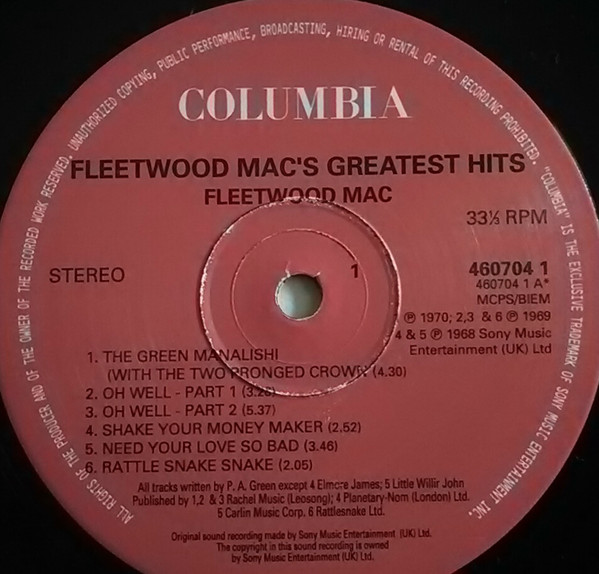 ALL RIGHTS OF THE PRODUCER AND OF THE OWNER OF THE RECORDED WORK RESERVED. UNAUTHORIZED COPYING, PUBLIC PERFORMANCE, BROADCASTING, HIRING OR RENTAL OF THIS RECORDING PROHIBITED. "COLUMBIA" IS THE EXCLUSIVE TRADEMARK OF SONY MUSIC ENTERTAINMENT INC.
COLUMBIA
FLEETWOOD MAC'S GREATEST HITS
FLEETWOOD MAC
33⅓ RPM
STEREO
1
460704 1
460704 1 A*
MCPS/BIEM
℗ 1970; 2,3 & 6 ℗ 1969
4 & 5 ℗ 1968 Sony Music
Entertainment (UK) Ltd
1. THE GREEN MANALISHI
(WITH THE TWO PRONGED CROWN (4.30)
2. OH WELL - PART 1 (3.25)
3. OH WELL - PART 2 (5.37)
4. SHAKE YOUR MONEY MAKER (2.52)
5. NEED YOUR LOVE SO BAD (3.46)
6. RATTLE SNAKE SNAKE (2.05)
All tracks written by P. A. Green except 4 Elmore James; 5 Little Willir John
Published by 1,2 & 3 Rachel Music (Leosong); 4 Planetary-Nom (London) Ltd.
5 Carlin Music Corp. 6 Rattlesnake Ltd.
Original sound recording made by Sony Music Entertainment (UK) Ltd.
The copyright in this sound recording is owned
by Sony Music Entertainment (UK) Ltd.